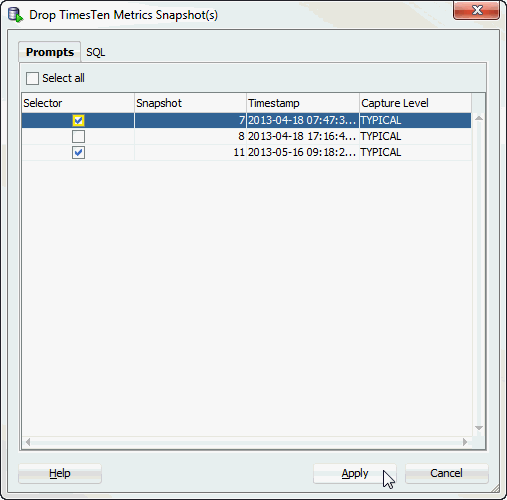 Drop TimesTen Metrics Snapshot(s)
Prompts SQL
Select all
Selector Snapshot Timestamp Capture Level
7 2013-04-18 07:47:3... TYPICAL
8 2013-04-18 17:16:4... TYPICAL
11 2013-05-16 09:18:2... TYPICAL
Help Apply Cancel